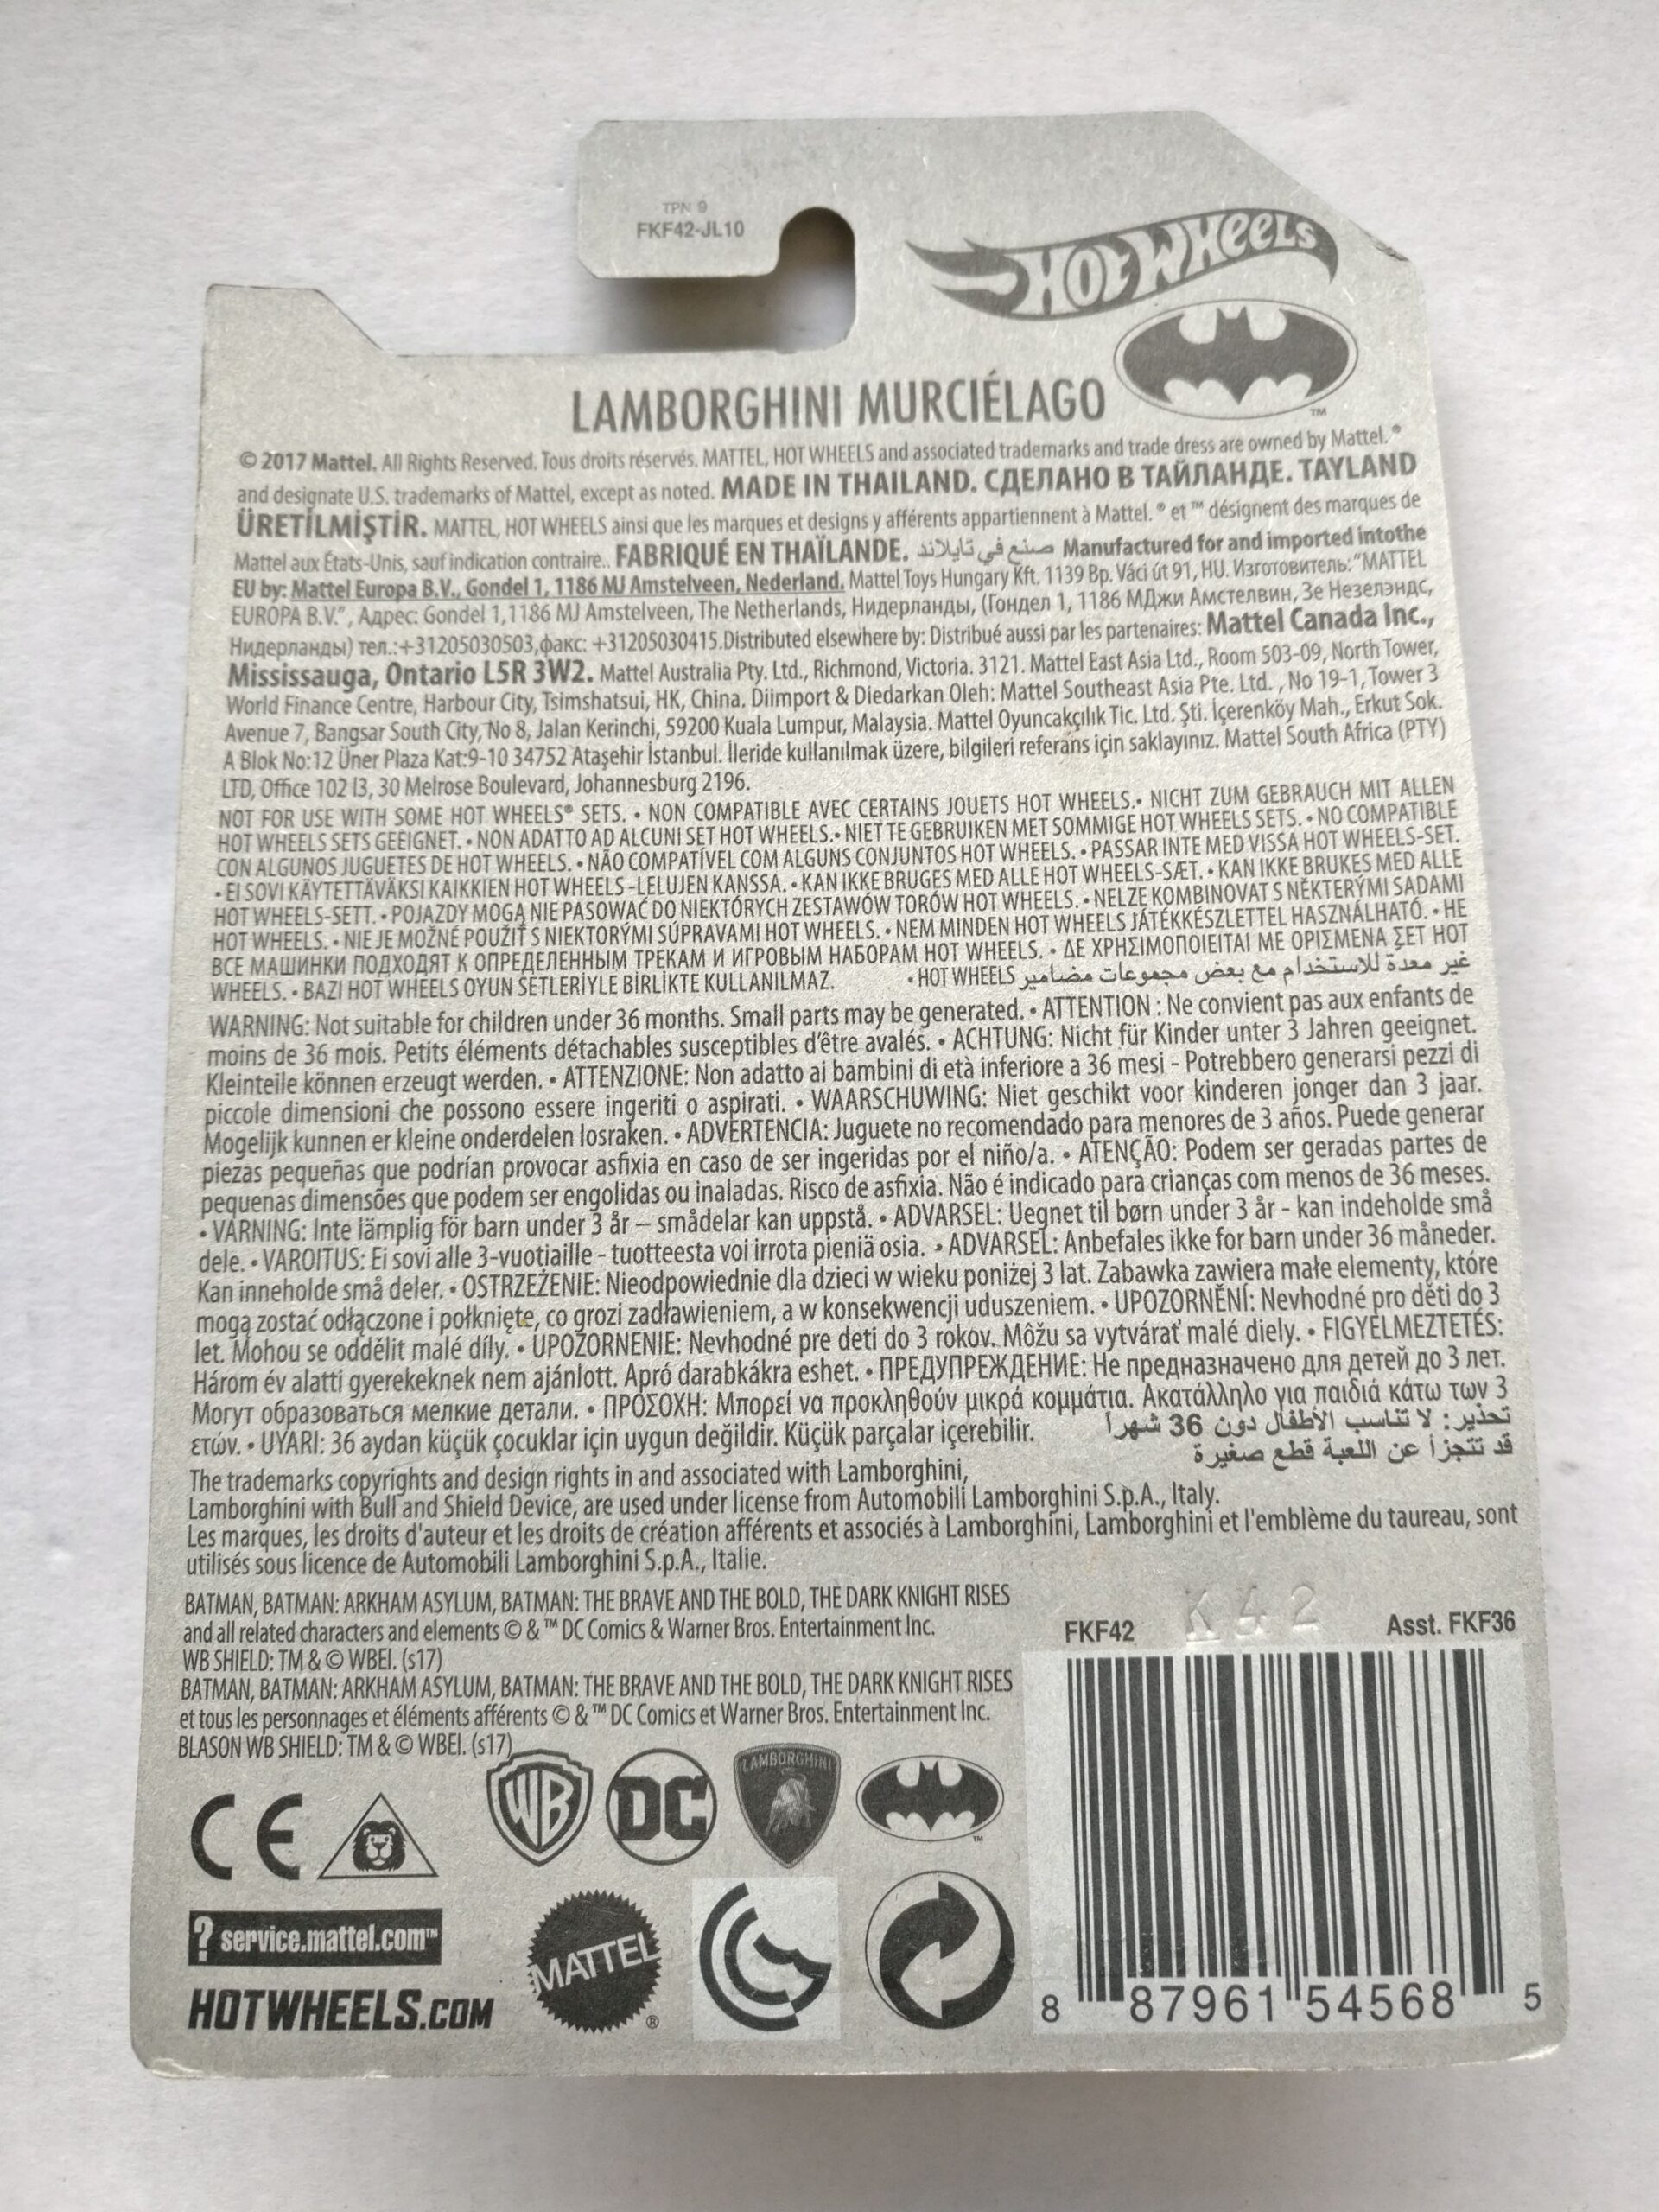 TPN 9
FKF42-JL10
HOT WHEELS
LAMBORGHINI MURCIÉLAGO
TM
© 2017 Mattel. All Rights Reserved. Tous droits réservés. MATTEL, HOT WHEELS and associated trademarks and trade dress are owned by Mattel. ®
and designate U.S. trademarks of Mattel, except as noted. MADE IN THAILAND. СДЕЛАНО В ТАЙЛАНДЕ. TAYLAND
ÜRETİLMİŞTİR. MATTEL, HOT WHEELS ainsi que les marques et designs y afférents appartiennent à Mattel. ® et ™ désignent des marques de
Mattel aux États-Unis, sauf indication contraire.. FABRIQUÉ EN THAÏLANDE. صنع في تايلاند Manufactured for and imported intothe
EU by: Mattel Europa B.V., Gondel 1, 1186 MJ Amstelveen, Nederland. Mattel Toys Hungary Kft. 1139 Bp. Váci út 91, HU. Изготовитель:"MATTEL
EUROPA B.V.", Адрес: Gondel 1,1186 MJ Amstelveen, The Netherlands, Нидерланды, (Гондел 1, 1186 МДжи Амстелвин, Зе Незелэндс,
Нидерланды) тел.:+31205030503,факс: +31205030415.Distributed elsewhere by: Distribué aussi par les partenaires: Mattel Canada Inc.,
Mississauga, Ontario L5R 3W2. Mattel Australia Pty. Ltd., Richmond, Victoria. 3121. Mattel East Asia Ltd., Room 503-09, North Tower,
World Finance Centre, Harbour City, Tsimshatsui, HK, China. Diimport & Diedarkan Oleh: Mattel Southeast Asia Pte. Ltd. , No 19-1, Tower 3
Avenue 7, Bangsar South City, No 8, Jalan Kerinchi, 59200 Kuala Lumpur, Malaysia. Mattel Oyuncakçılık Tic. Ltd. Şti. İçerenköy Mah., Erkut Sok.
A Blok No:12 Üner Plaza Kat:9-10 34752 Ataşehir İstanbul. İleride kullanılmak üzere, bilgileri referans için saklayınız. Mattel South Africa (PTY)
LTD, Office 102 I3, 30 Melrose Boulevard, Johannesburg 2196.
NOT FOR USE WITH SOME HOT WHEELS® SETS. • NON COMPATIBLE AVEC CERTAINS JOUETS HOT WHEELS.• NICHT ZUM GEBRAUCH MIT ALLEN
HOT WHEELS SETS GEEIGNET. • NON ADATTO AD ALCUNI SET HOT WHEELS.• NIET TE GEBRUIKEN MET SOMMIGE HOT WHEELS SETS. • NO COMPATIBLE
CON ALGUNOS JUGUETES DE HOT WHEELS. • NÃO COMPATÍVEL COM ALGUNS CONJUNTOS HOT WHEELS. • PASSAR INTE MED VISSA HOT WHEELS-SET.
• EI SOVI KÄYTETTÄVÄKSI KAIKKIEN HOT WHEELS -LELUJEN KANSSA. • KAN IKKE BRUGES MED ALLE HOT WHEELS-SÆT. • KAN IKKE BRUKES MED ALLE
HOT WHEELS-SETT. • POJAZDY MOGĄ NIE PASOWAĆ DO NIEKTÓRYCH ZESTAWÓW TORÓW HOT WHEELS. • NELZE KOMBINOVAT S NĚKTERÝMI SADAMI
HOT WHEELS. • NIE JE MOŽNÉ POUŽIŤ S NIEKTORÝMI SÚPRAVAMI HOT WHEELS. • NEM MINDEN HOT WHEELS JÁTÉKKÉSZLETTEL HASZNÁLHATÓ. • НЕ
ВСЕ МАШИНКИ ПОДХОДЯТ К ОПРЕДЕЛЕННЫМ ТРЕКАМ И ИГРОВЫМ НАБОРАМ HOT WHEELS. • ΔΕ ΧΡΗΣΙΜΟΠΟΙΕΙΤΑΙ ΜΕ ΟΡΙΣΜΕΝΑ ΣΕΤ HOT
WHEELS. • BAZI HOT WHEELS OYUN SETLERİYLE BİRLİKTE KULLANILMAZ. • HOT WHEELS غير معدة للاستخدام مع بعض مجموعات مضامير
WARNING: Not suitable for children under 36 months. Small parts may be generated. • ATTENTION : Ne convient pas aux enfants de
moins de 36 mois. Petits éléments détachables susceptibles d'être avalés. • ACHTUNG: Nicht für Kinder unter 3 Jahren geeignet.
Kleinteile können erzeugt werden. • ATTENZIONE: Non adatto ai bambini di età inferiore a 36 mesi - Potrebbero generarsi pezzi di
piccole dimensioni che possono essere ingeriti o aspirati. • WAARSCHUWING: Niet geschikt voor kinderen jonger dan 3 jaar.
Mogelijk kunnen er kleine onderdelen losraken. • ADVERTENCIA: Juguete no recomendado para menores de 3 años. Puede generar
piezas pequeñas que podrían provocar asfixia en caso de ser ingeridas por el niño/a. • ATENÇÃO: Podem ser geradas partes de
pequenas dimensões que podem ser engolidas ou inaladas. Risco de asfixia. Não é indicado para crianças com menos de 36 meses.
• VARNING: Inte lämplig för barn under 3 år – smådelar kan uppstå. • ADVARSEL: Uegnet til børn under 3 år - kan indeholde små
dele. • VAROITUS: Ei sovi alle 3-vuotiaille - tuotteesta voi irrota pieniä osia. • ADVARSEL: Anbefales ikke for barn under 36 måneder.
Kan inneholde små deler. • OSTRZEŻENIE: Nieodpowiednie dla dzieci w wieku poniżej 3 lat. Zabawka zawiera małe elementy, które
mogą zostać odłączone i połknięte, co grozi zadławieniem, a w konsekwencji uduszeniem. • UPOZORNĚNÍ: Nevhodné pro děti do 3
let. Mohou se oddělit malé díly. • UPOZORNENIE: Nevhodné pre deti do 3 rokov. Môžu sa vytvárať malé diely. • FIGYELMEZTETÉS:
Három év alatti gyerekeknek nem ajánlott. Apró darabkákra eshet. • ПРЕДУПРЕЖДЕНИЕ: Не предназначено для детей до 3 лет.
Могут образоваться мелкие детали. • ΠΡΟΣΟΧΗ: Μπορεί να προκληθούν μικρά κομμάτια. Ακατάλληλο για παιδιά κάτω των 3
ετών. • UYARI: 36 aydan küçük çocuklar için uygun değildir. Küçük parçalar içerebilir. تحذير: لا تناسب الأطفال دون 36 شهراً
قد تتجزأ عن اللعبة قطع صغيرة
The trademarks copyrights and design rights in and associated with Lamborghini,
Lamborghini with Bull and Shield Device, are used under license from Automobili Lamborghini S.p.A., Italy.
Les marques, les droits d'auteur et les droits de création afférents et associés à Lamborghini, Lamborghini et l'emblème du taureau, sont
utilisés sous licence de Automobili Lamborghini S.p.A., Italie.
BATMAN, BATMAN: ARKHAM ASYLUM, BATMAN: THE BRAVE AND THE BOLD, THE DARK KNIGHT RISES
and all related characters and elements © & ™ DC Comics & Warner Bros. Entertainment Inc.
WB SHIELD: TM & © WBEI. (s17)
BATMAN, BATMAN: ARKHAM ASYLUM, BATMAN: THE BRAVE AND THE BOLD, THE DARK KNIGHT RISES
et tous les personnages et éléments afférents © & ™ DC Comics et Warner Bros. Entertainment Inc.
BLASON WB SHIELD: TM & © WBEI. (s17)
FKF42 K42 Asst. FKF36
CE
WB
DC
LAMBORGHINI
TM
? service.mattel.com™
HOTWHEELS.COM
MATTEL ®
8 87961 54568 5